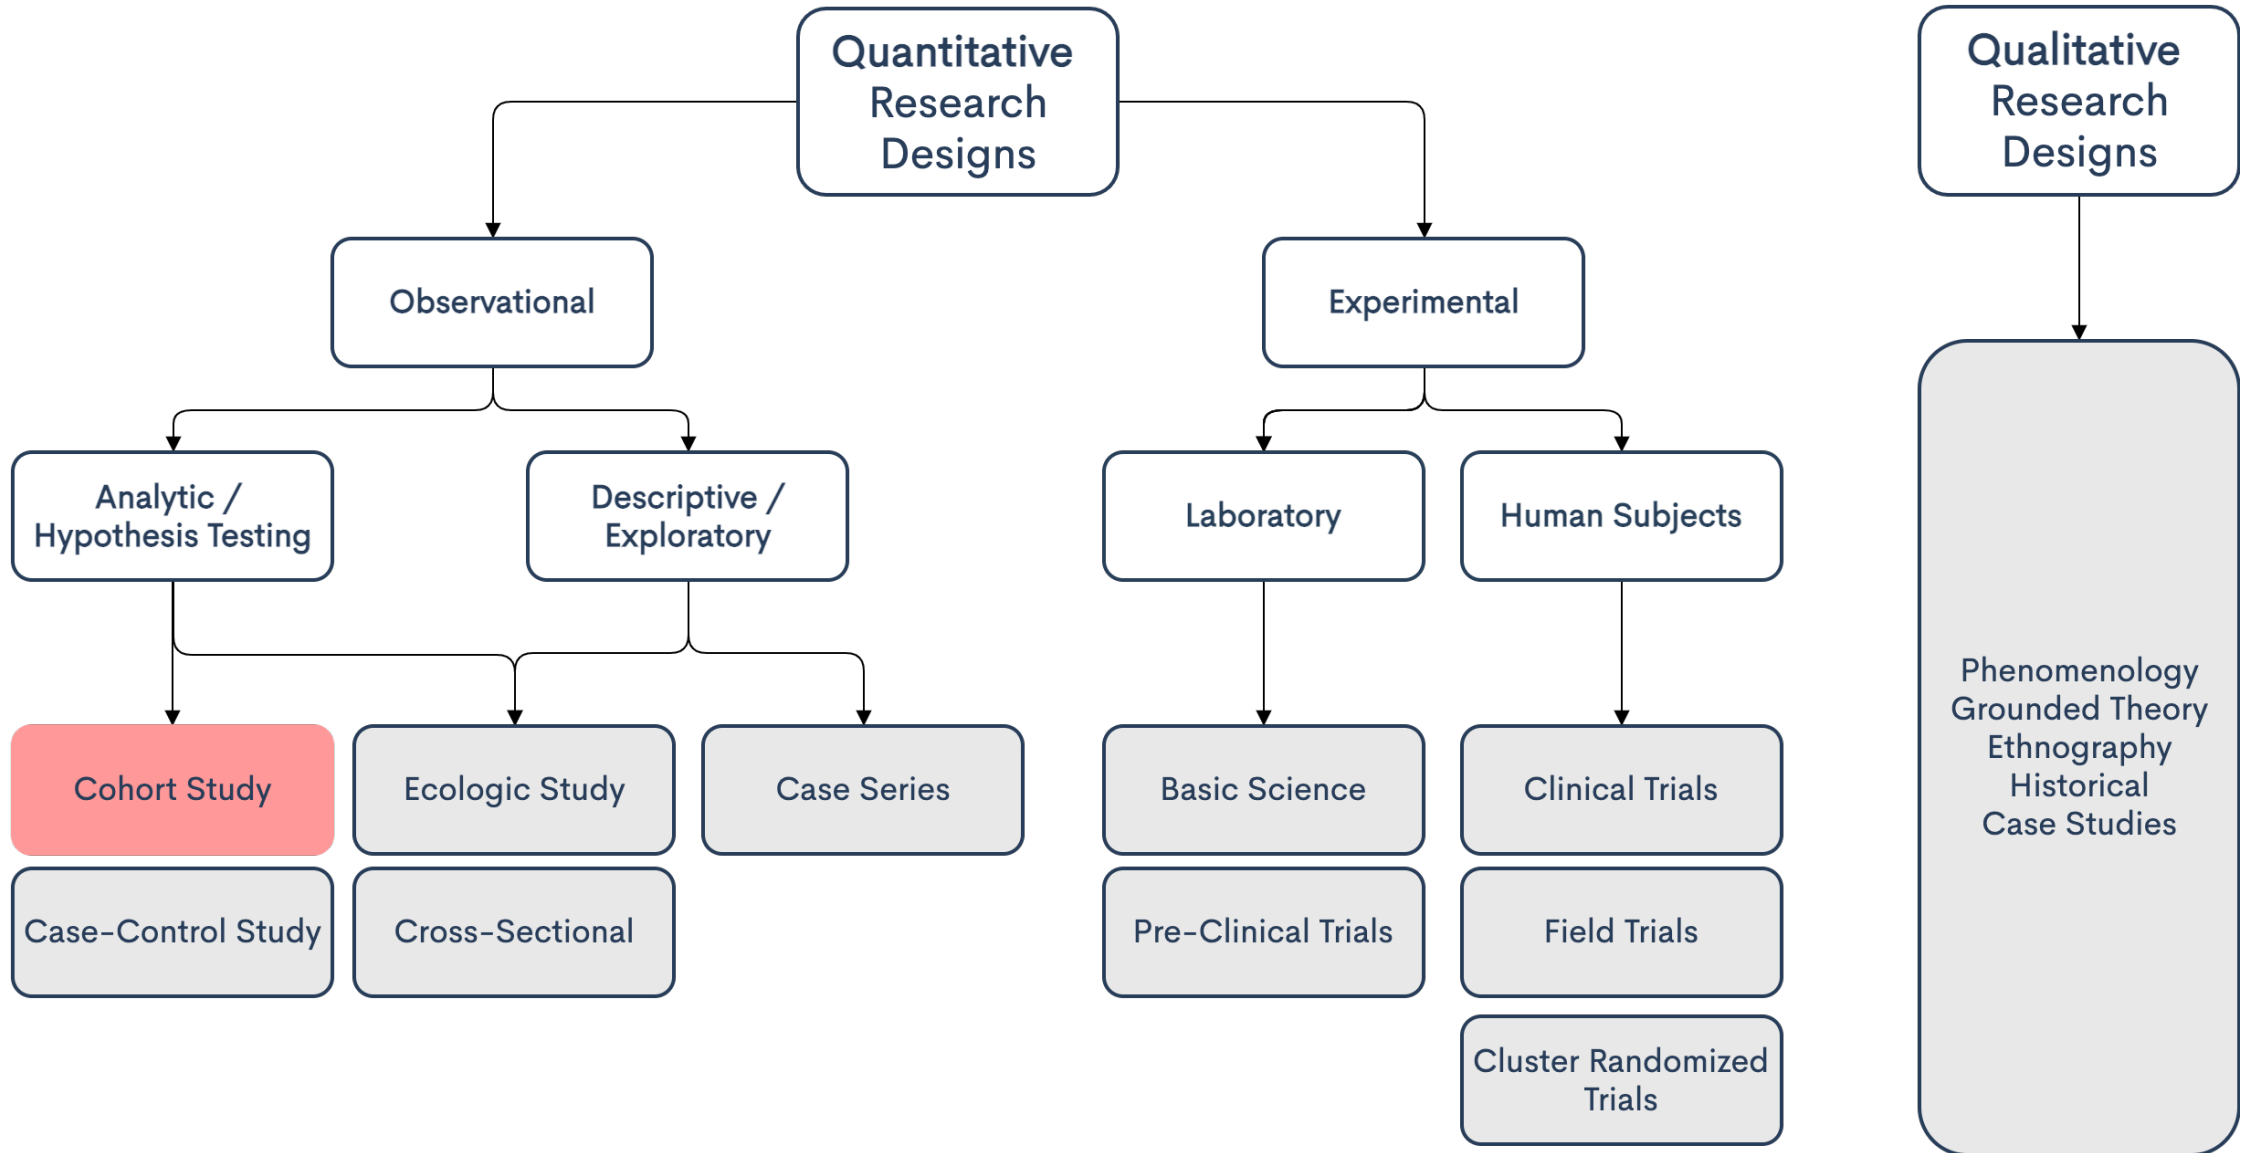 Quantitative
Research
Designs
Qualitative
Research
Designs
Observational
Experimental
Analytic /
Hypothesis Testing
Descriptive /
Exploratory
Laboratory
Human Subjects
Cohort Study
Ecologic Study
Case Series
Basic Science
Clinical Trials
Case-Control Study
Cross-Sectional
Pre-Clinical Trials
Field Trials
Cluster Randomized
Trials
Phenomenology
Grounded Theory
Ethnography
Historical
Case Studies